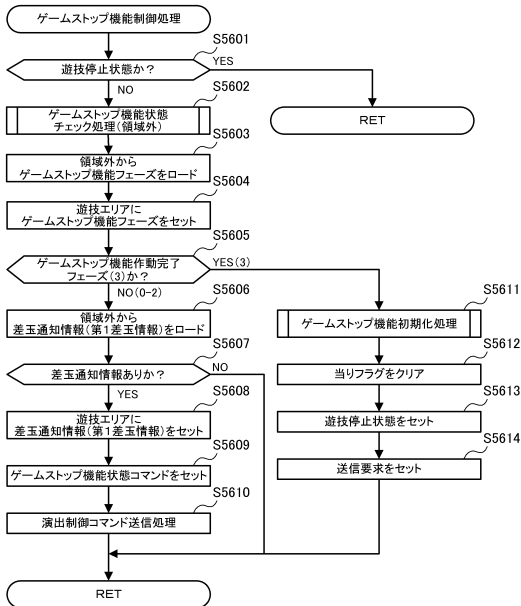 ゲームストップ機能制御処理
S5601
遊技停止状態か?
YES
NO
RET
S5602
ゲームストップ機能状態
チェック処理(領域外)
S5603
領域外から
ゲームストップ機能フェーズをロード
S5604
遊技エリアに
ゲームストップ機能フェーズをセット
S5605
ゲームストップ機能作動完了
フェーズ(3)か?
YES(3)
NO(0-2)
S5606
領域外から
差玉通知情報(第1差玉情報)をロード
S5607
差玉通知情報ありか?
NO
YES
S5608
遊技エリアに
差玉通知情報(第1差玉情報)をセット
S5609
ゲームストップ機能状態コマンドをセット
S5610
演出制御コマンド送信処理
S5611
ゲームストップ機能初期化処理
S5612
当りフラグをクリア
S5613
遊技停止状態をセット
S5614
送信要求をセット
RET